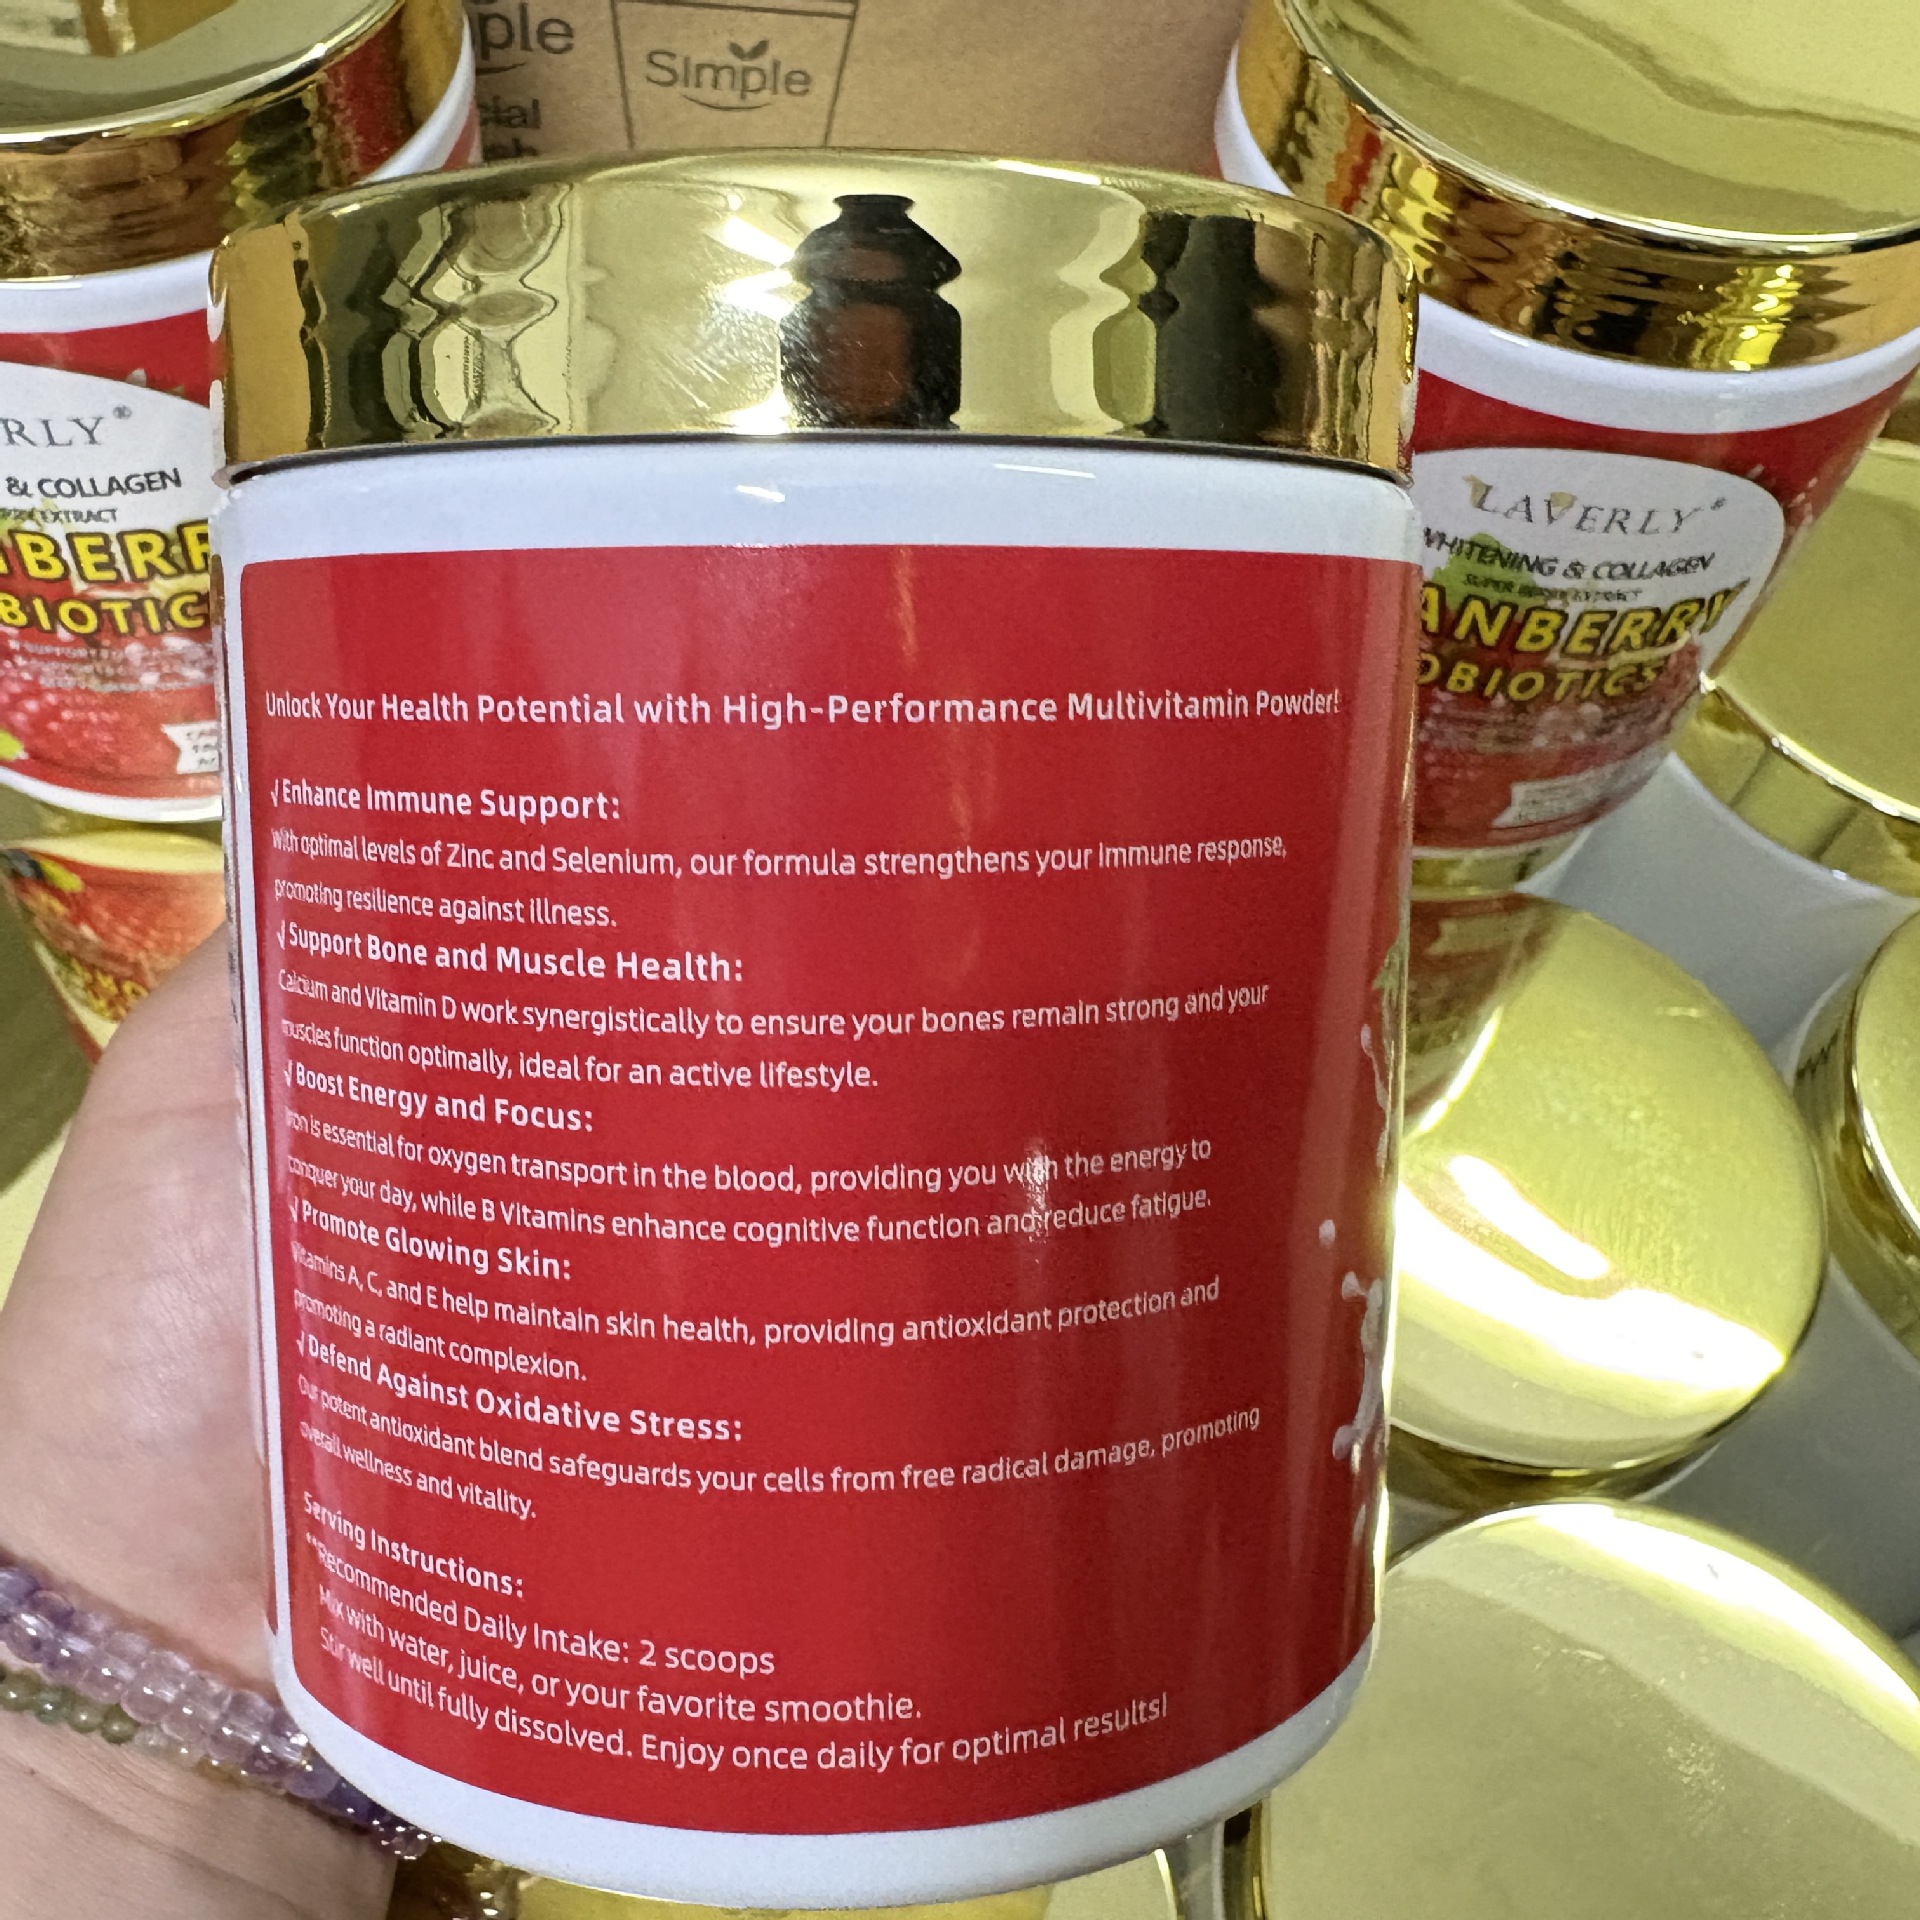 ple
Simple
cial
RLY®
& COLLAGEN
EXTRACT
BERR
BIOTIC
LAVERLY®
WHITENING & COLLAGEN
ANBERRY
OBIOTICS
Unlock Your Health Potential with High-Performance Multivitamin Powder!
√Enhance Immune Support:
With optimal levels of Zinc and Selenium, our formula strengthens your immune response,
promoting resilience against illness.
√Support Bone and Muscle Health:
Calcium and Vitamin D work synergistically to ensure your bones remain strong and your
muscles function optimally, ideal for an active lifestyle.
√Boost Energy and Focus:
Iron is essential for oxygen transport in the blood, providing you with the energy to
conquer your day, while B Vitamins enhance cognitive function and reduce fatigue.
√Promote Glowing Skin:
Vitamins A, C, and E help maintain skin health, providing antioxidant protection and
promoting a radiant complexion.
√Defend Against Oxidative Stress:
Our potent antioxidant blend safeguards your cells from free radical damage, promoting
overall wellness and vitality.
Serving Instructions:
**Recommended Daily Intake: 2 scoops
Mix with water, juice, or your favorite smoothie.
Stir well until fully dissolved. Enjoy once daily for optimal results!